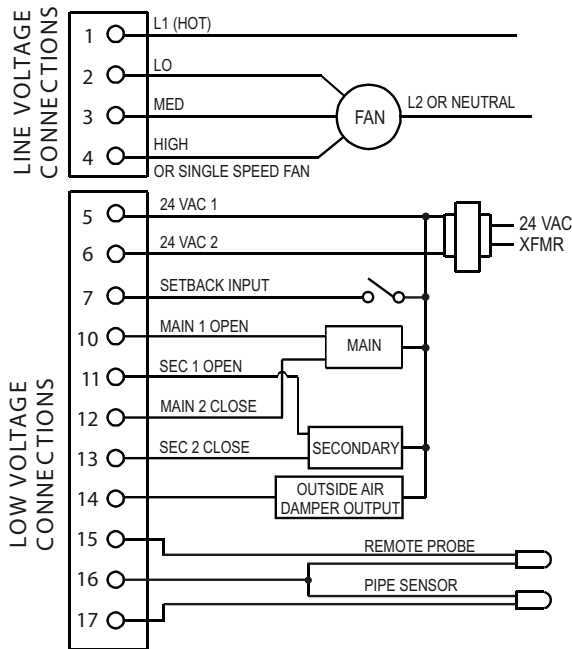 LINE VOLTAGE
CONNECTIONS
1 L1 (HOT)
2 LO
3 MED
4 HIGH
OR SINGLE SPEED FAN
FAN
L2 OR NEUTRAL
LOW VOLTAGE
CONNECTIONS
5 24 VAC 1
6 24 VAC 2
24 VAC
XFMR
7 SETBACK INPUT
10 MAIN 1 OPEN
MAIN
11 SEC 1 OPEN
12 MAIN 2 CLOSE
13 SEC 2 CLOSE
SECONDARY
14
OUTSIDE AIR
DAMPER OUTPUT
15 REMOTE PROBE
16 PIPE SENSOR
17